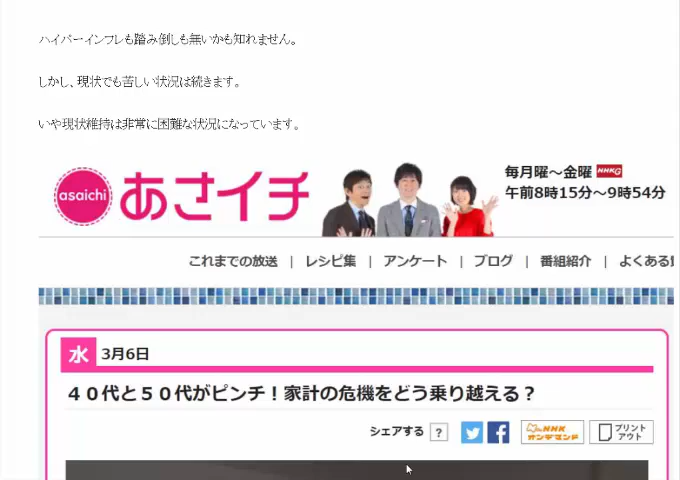 ハイパーインフレも踏み倒しも無いかも知れません。
しかし、現状でも苦しい状況は続きます。
いや現状維持は非常に困難な状況になっています。
asaichi あさイチ
毎月曜～金曜 NHK G
午前8時15分～9時54分
これまでの放送 | レシピ集 | アンケート | ブログ | 番組紹介 | よくある
水 3月6日
４０代と５０代がピンチ！家計の危機をどう乗り越える？
シェアする ? NHKオンデマンド プリントアウト